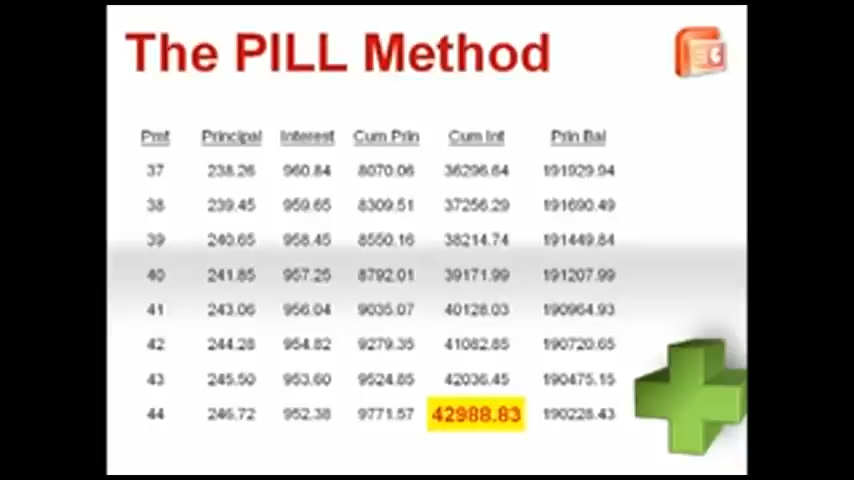 The PILL Method
Pmt Principal Interest Cum Prin Cum Int Prin Bal
37 238.26 960.84 8070.06 36296.64 191929.94
38 239.45 959.65 8309.51 37256.29 191690.49
39 240.65 958.45 8550.16 38214.74 191449.84
40 241.85 957.25 8792.01 39171.99 191207.99
41 243.06 956.04 9035.07 40128.03 190964.93
42 244.28 954.82 9279.35 41082.85 190720.65
43 245.50 953.60 9524.85 42036.45 190475.15
44 246.72 952.38 9771.57 42988.83 190228.43